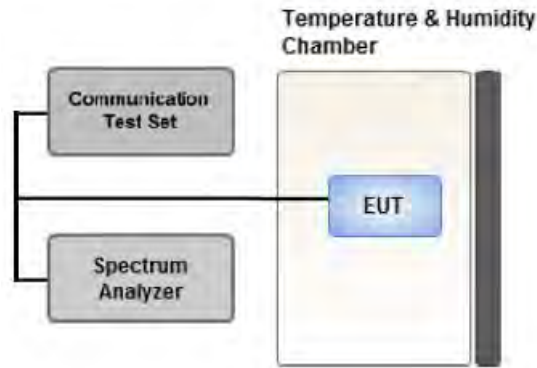 Temperature & Humidity
Chamber
Communication
Test Set
EUT
Spectrum
Analyzer